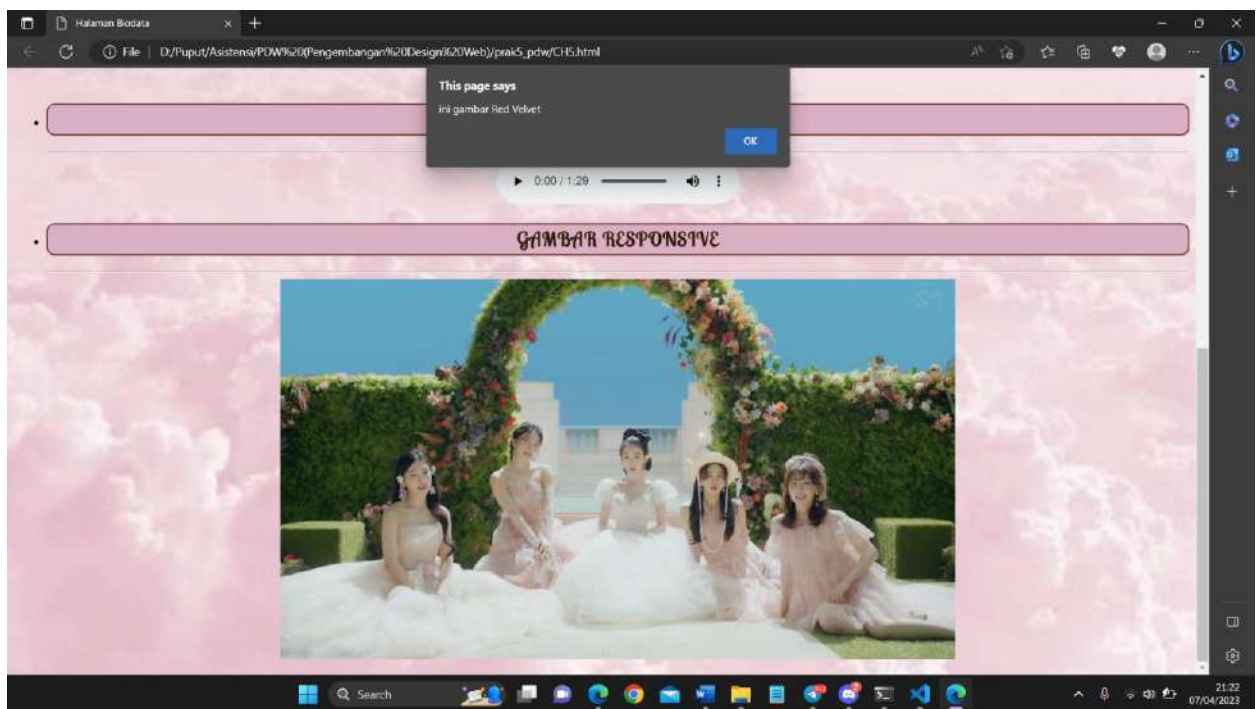 Halaman Biodata
File | D:/Puput/Asistensi/PDW%20(Pengembangan%20Design%20Web)/prak5_pdw/CH5.html
This page says
ini gambar Red Velvet
OK
0:00 / 1:29
GAMBAR RESPONSIVE
Search
21:22
07/04/2023